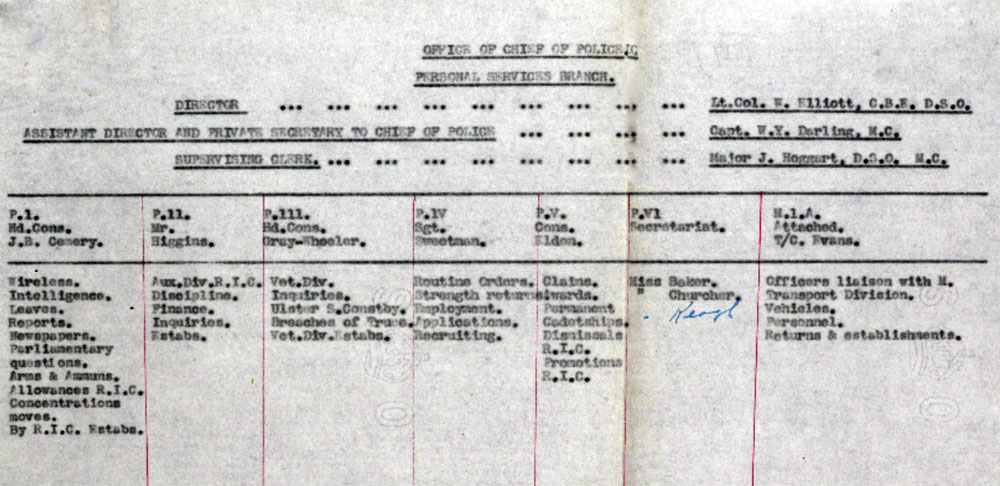 OFFICE OF CHIEF OF POLICE
PERSONAL SERVICES BRANCH.
DIRECTOR ... ... ... ... ... ... ... ... ... Lt.Col. W. Elliott, C.B.E. D.S.O.
ASSISTANT DIRECTOR AND PRIVATE SECRETARY TO CHIEF OF POLICE ... ... ... ... Capt. W.Y. Darling, M.C.
SUPERVISING CLERK. ... ... ... ... ... ... ... ... Major J. Hoggart, D.S.O. M.C.
P.1.
Hd.Cons.
J.B. Cemery.
Wireless.
Intelligence.
Leaves.
Reports.
Newspapers.
Parliamentary
questions.
Arms & Ammuns.
Allowances R.I.C.
Concentrations
moves.
By R.I.C. Estabs.
P.11.
Mr.
Higgins.
Aux.Div.R.I.C.
Discipline.
Finance.
Inquiries.
Estabs.
P.111.
Hd.Cons.
Gray-Wheeler.
Vet.Div.
Inquiries.
Ulster S.Constby.
Breaches of Truce.
Vet.Div.Estabs.
P.1V
Sgt.
Sweetman.
Routine Orders.
Strength returns
Employment.
Applications.
Recruiting.
P.V.
Cons.
Eldon.
Claims.
Awards.
Permanent
Cadetships.
Dismissals
R.I.C.
Promotions
R.I.C.
P.V1
Secretariat.
Miss Baker.
" Churcher.
" Keogh
M.1.A.
Attached.
T/C. Evans.
Officers liaison with M.
Transport Division.
Vehicles.
Personnel.
Returns & establishments.